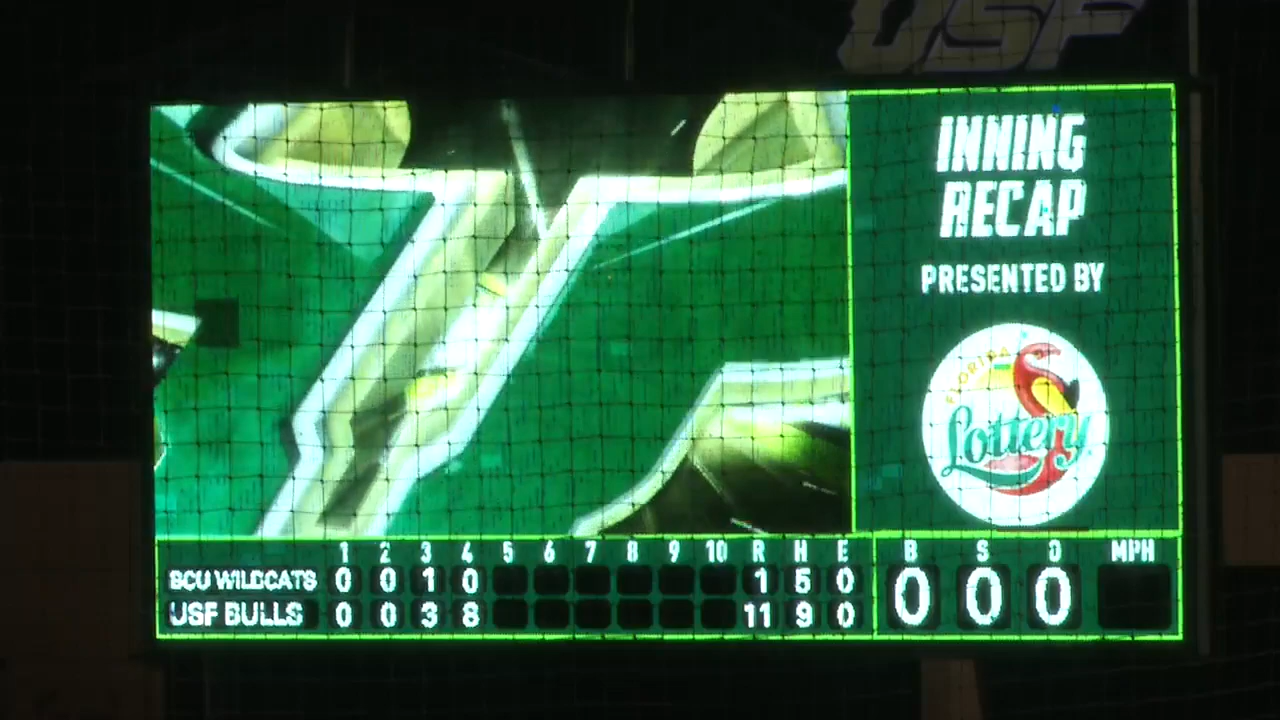 USF
INNING
RECAP
PRESENTED BY
FLORIDA
Lottery
1 2 3 4 5 6 7 8 9 10 R H E B S O MPH
BCU WILDCATS 0 0 1 0 1 5 0
USF BULLS 0 0 3 8 11 9 0
0 0 0